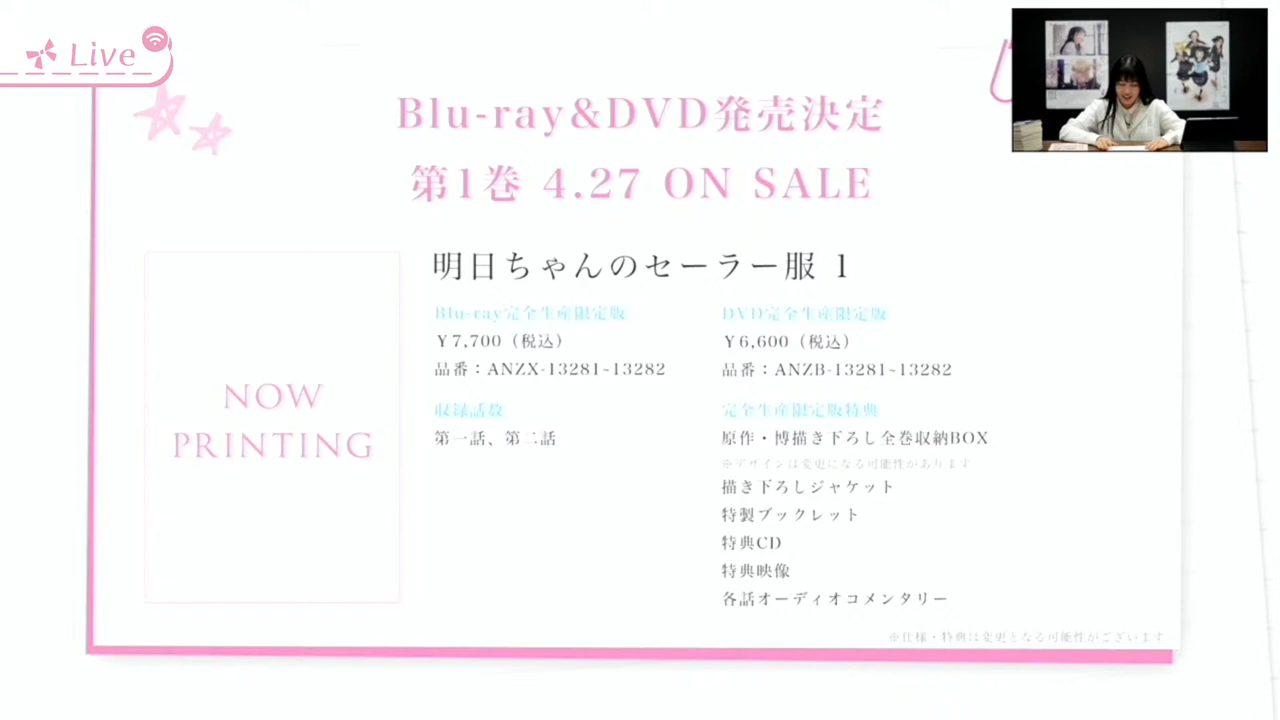 Live
Blu-ray&DVD発売決定
第1巻 4.27 ON SALE
明日ちゃんのセーラー服 1
NOW
PRINTING
Blu-ray完全生産限定版
￥7,700（税込）
品番：ANZX-13281~13282
収録話数
第一話、第二話
DVD完全生産限定版
￥6,600（税込）
品番：ANZB-13281~13282
完全生産限定版特典
原作・博描き下ろし全巻収納BOX
※デザインは変更になる可能性があります
描き下ろしジャケット
特製ブックレット
特典CD
特典映像
各話オーディオコメンタリー
※仕様・特典は変更となる可能性がございます